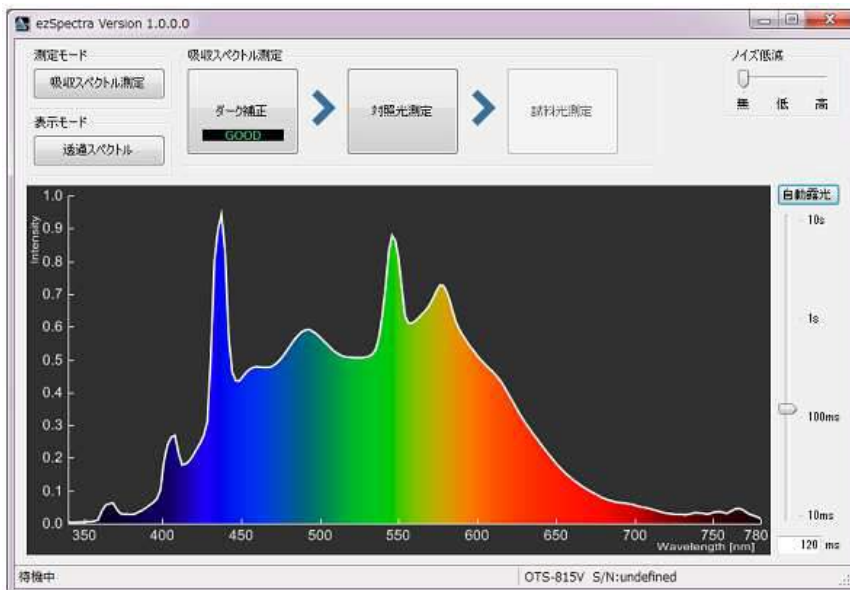 ezSpectra Version 1.0.0.0
測定モード
吸収スペクトル測定
表示モード
透過スペクトル
吸収スペクトル測定
ダーク補正
GOOD
対照光測定
試料光測定
ノイズ低減
無 低 高
自動露光
10s
1s
100ms
10ms
120 ms
Intensity
1.0
0.9
0.8
0.7
0.6
0.5
0.4
0.3
0.2
0.1
0.0
350 400 450 500 550 600 650 700 750 780
Wavelength [nm]
待機中
OTS-815V S/N:undefined